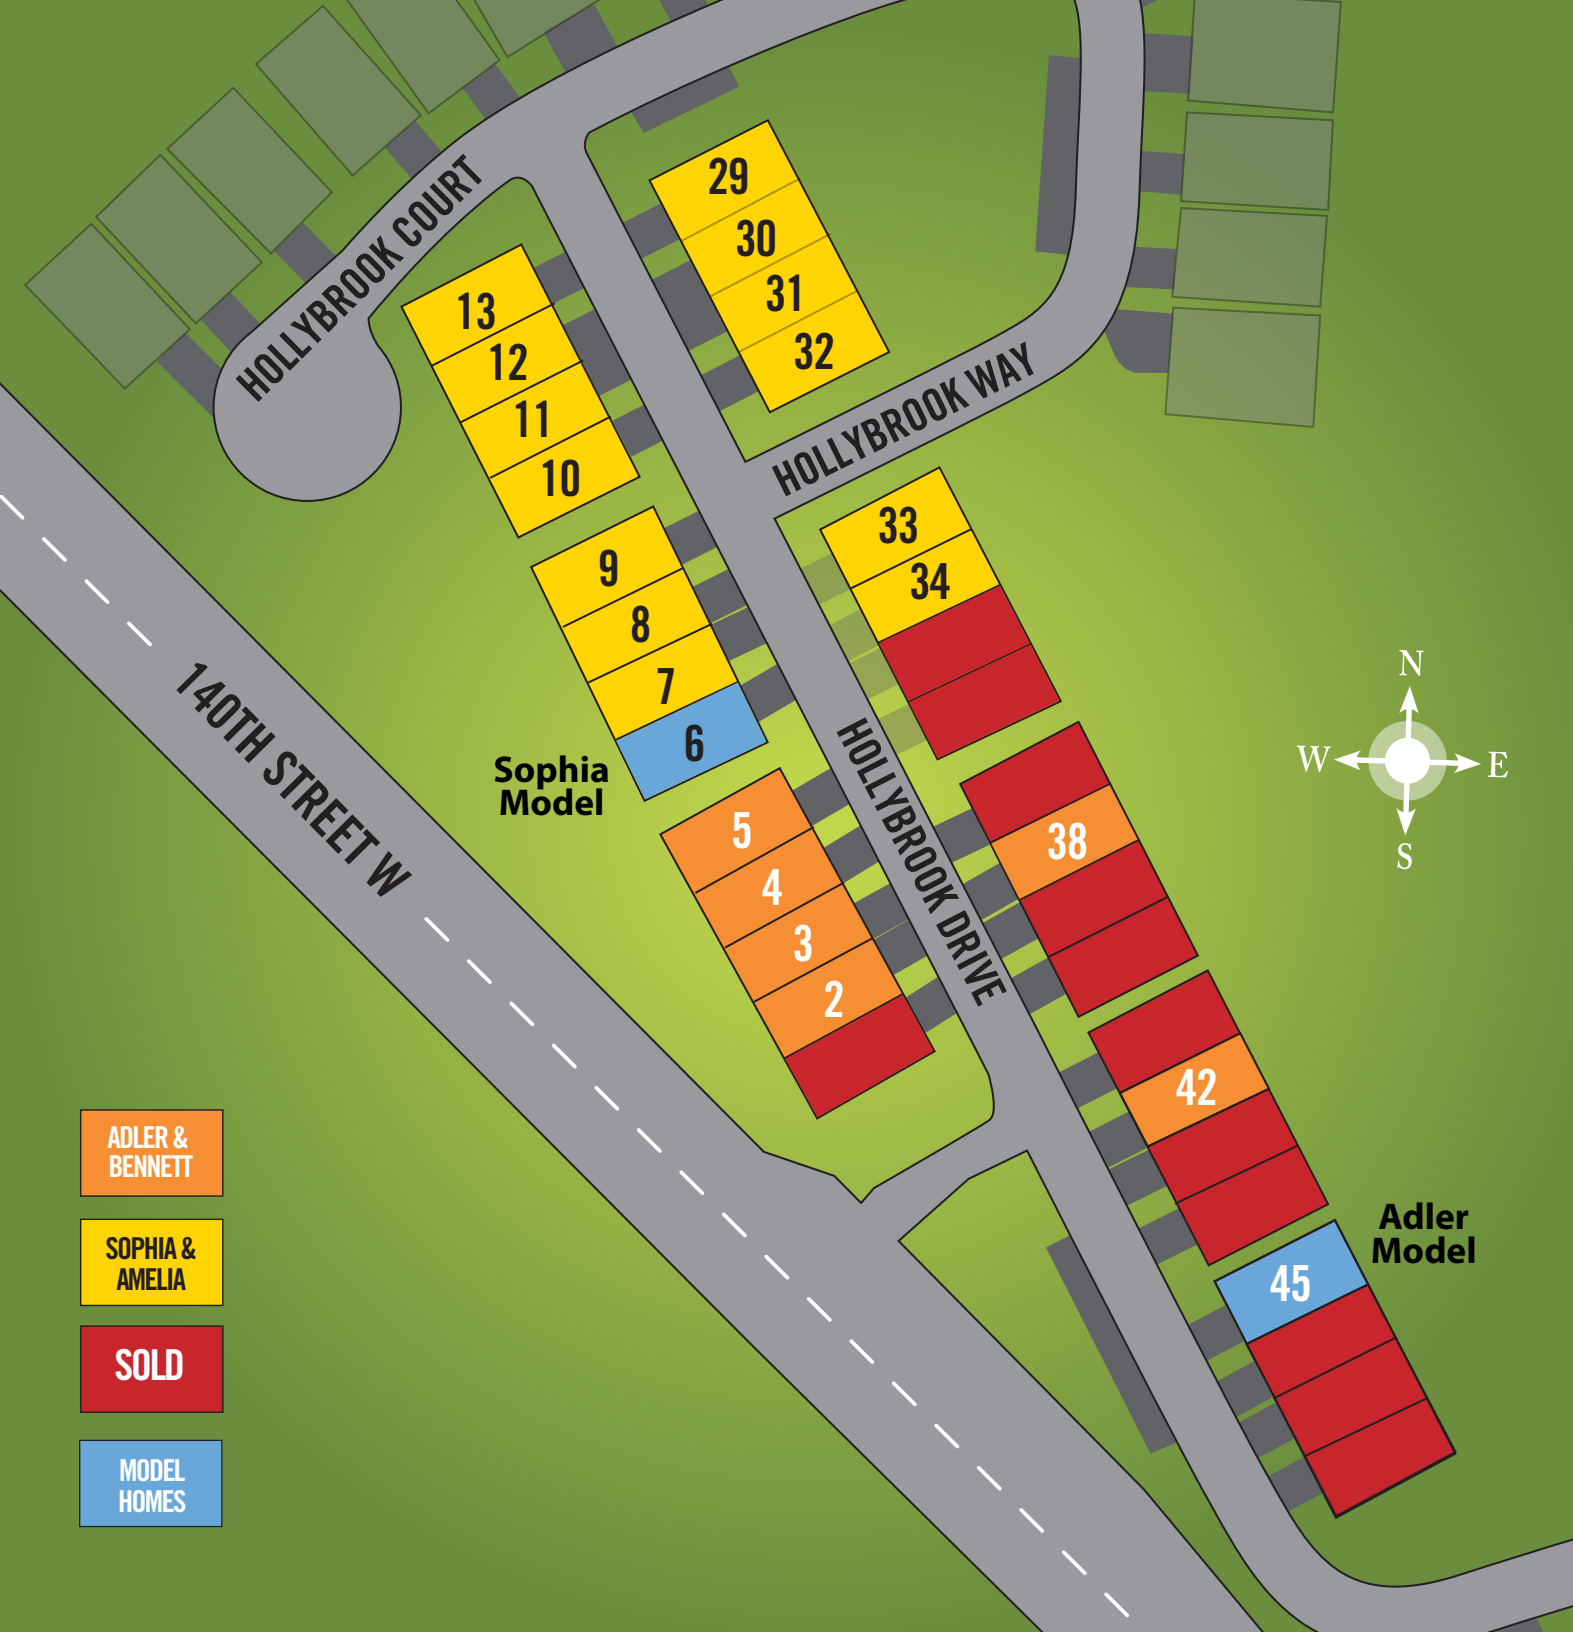 HOLLYBROOK COURT
29
30
31
32
13
12
11
10
HOLLYBROOK WAY
33
34
9
8
7
6
Sophia
Model
140TH STREET W
HOLLYBROOK DRIVE
5
4
3
2
38
42
45
Adler
Model
N
W
E
S
ADLER &
BENNETT
SOPHIA &
AMELIA
SOLD
MODEL
HOMES